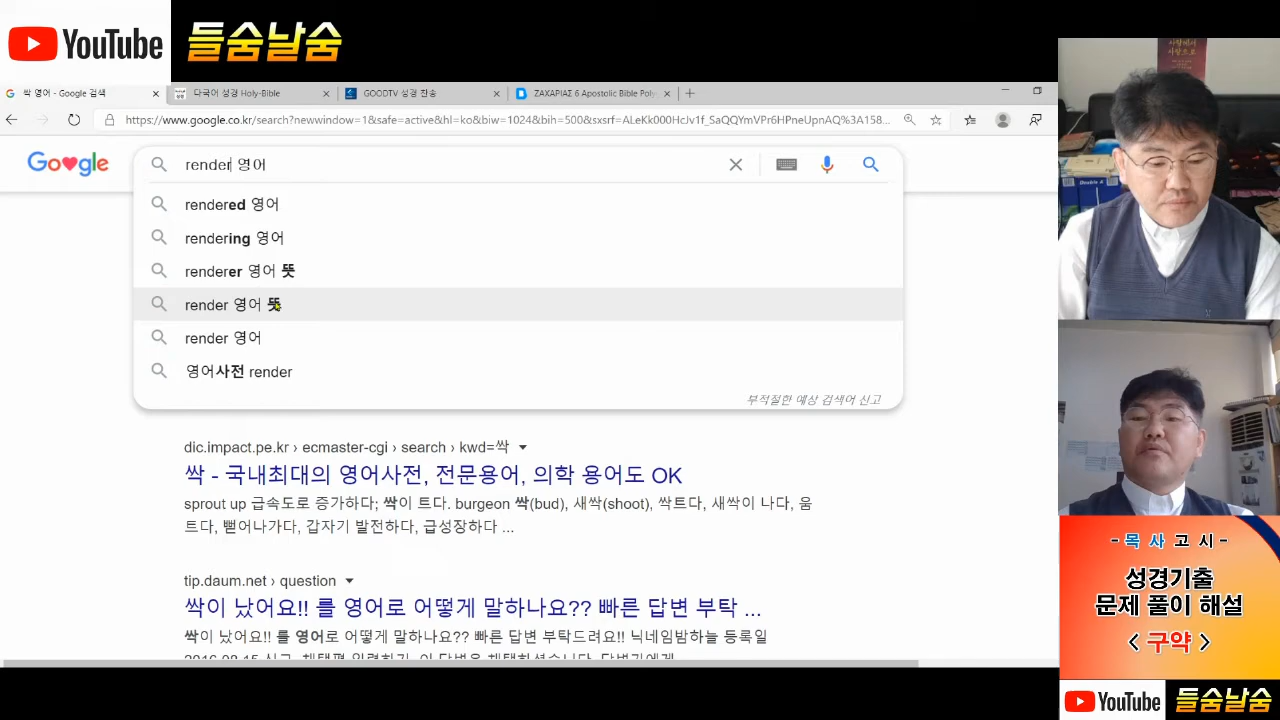 YouTube
들숨날숨
싹 영어 - Google 검색
다국어 성경 Holy-Bible
GOODTV 성경 찬송
ZAXAPIAΣ 6 Apostolic Bible Poly
https://www.google.co.kr/search?newwindow=1&safe=active&hl=ko&biw=1024&bih=500&sxsrf=ALeKk000HcJv1f_SaQQYmVPr6HPneUpnAQ%3A158...
Google
render 영어
rendered 영어
rendering 영어
renderer 영어 뜻
render 영어 뜻
render 영어
영어사전 render
부적절한 예상 검색어 신고
dic.impact.pe.kr › ecmaster-cgi › search › kwd=싹
싹 - 국내최대의 영어사전, 전문용어, 의학 용어도 OK
sprout up 급속도로 증가하다; 싹이 트다. burgeon 싹(bud), 새싹(shoot), 싹트다, 새싹이 나다, 움
트다, 뻗어나가다, 갑자기 발전하다, 급성장하다 ...
tip.daum.net › question
싹이 났어요!! 를 영어로 어떻게 말하나요?? 빠른 답변 부탁 ...
싹이 났어요!! 를 영어로 어떻게 말하나요?? 빠른 답변 부탁드려요!! 닉네임밤하늘 등록일
사랑에서
사랑으로
- 목 사 고 시 -
성경기출
문제 풀이 해설
< 구약 >
YouTube
들숨날숨